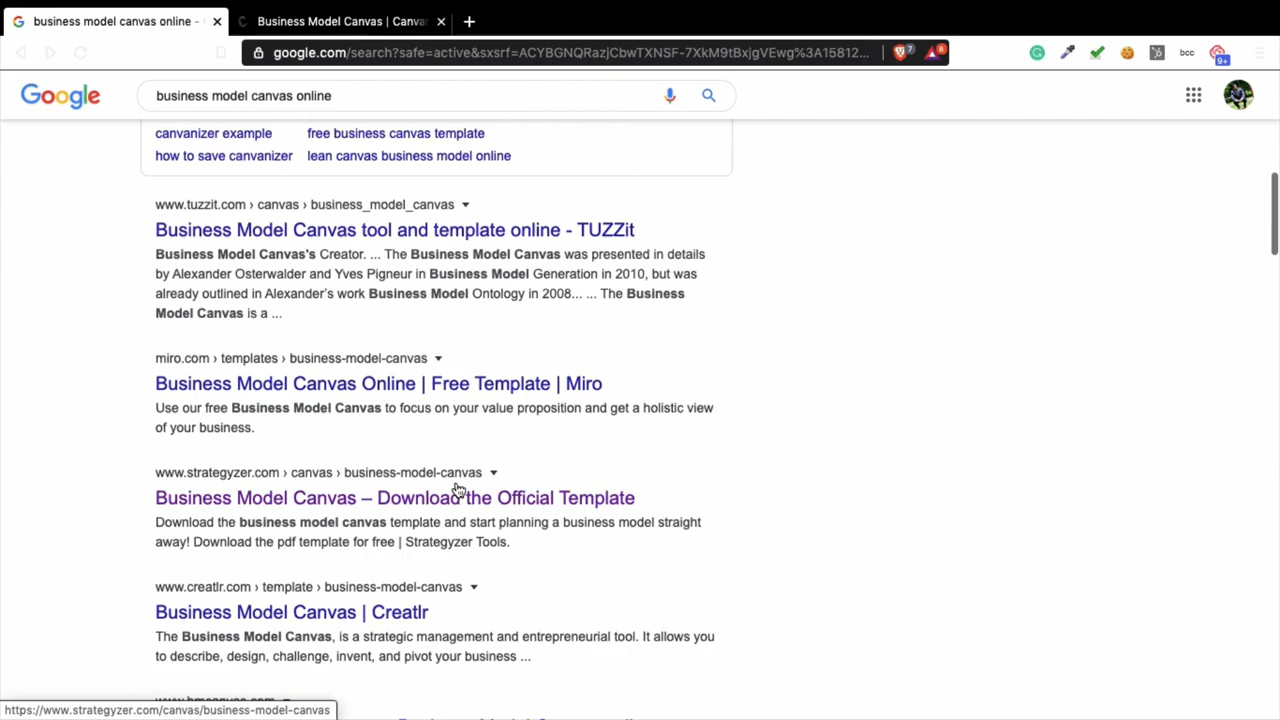 business model canvas online -
Business Model Canvas | Canva
google.com/search?safe=active&sxsrf=ACYBGNQRazjCbwTXNSF-7XkM9tBxjgVEwg%3A15812...
7
8
bcc
9+
Google
business model canvas online
canvanizer example
free business canvas template
how to save canvanizer
lean canvas business model online
www.tuzzit.com › canvas › business_model_canvas
Business Model Canvas tool and template online - TUZZit
Business Model Canvas's Creator. ... The Business Model Canvas was presented in details
by Alexander Osterwalder and Yves Pigneur in Business Model Generation in 2010, but was
already outlined in Alexander's work Business Model Ontology in 2008... ... The Business
Model Canvas is a ...
miro.com › templates › business-model-canvas
Business Model Canvas Online | Free Template | Miro
Use our free Business Model Canvas to focus on your value proposition and get a holistic view
of your business.
www.strategyzer.com › canvas › business-model-canvas
Business Model Canvas – Download the Official Template
Download the business model canvas template and start planning a business model straight
away! Download the pdf template for free | Strategyzer Tools.
www.creatlr.com › template › business-model-canvas
Business Model Canvas | Creatlr
The Business Model Canvas, is a strategic management and entrepreneurial tool. It allows you
to describe, design, challenge, invent, and pivot your business ...
https://www.strategyzer.com/canvas/business-model-canvas